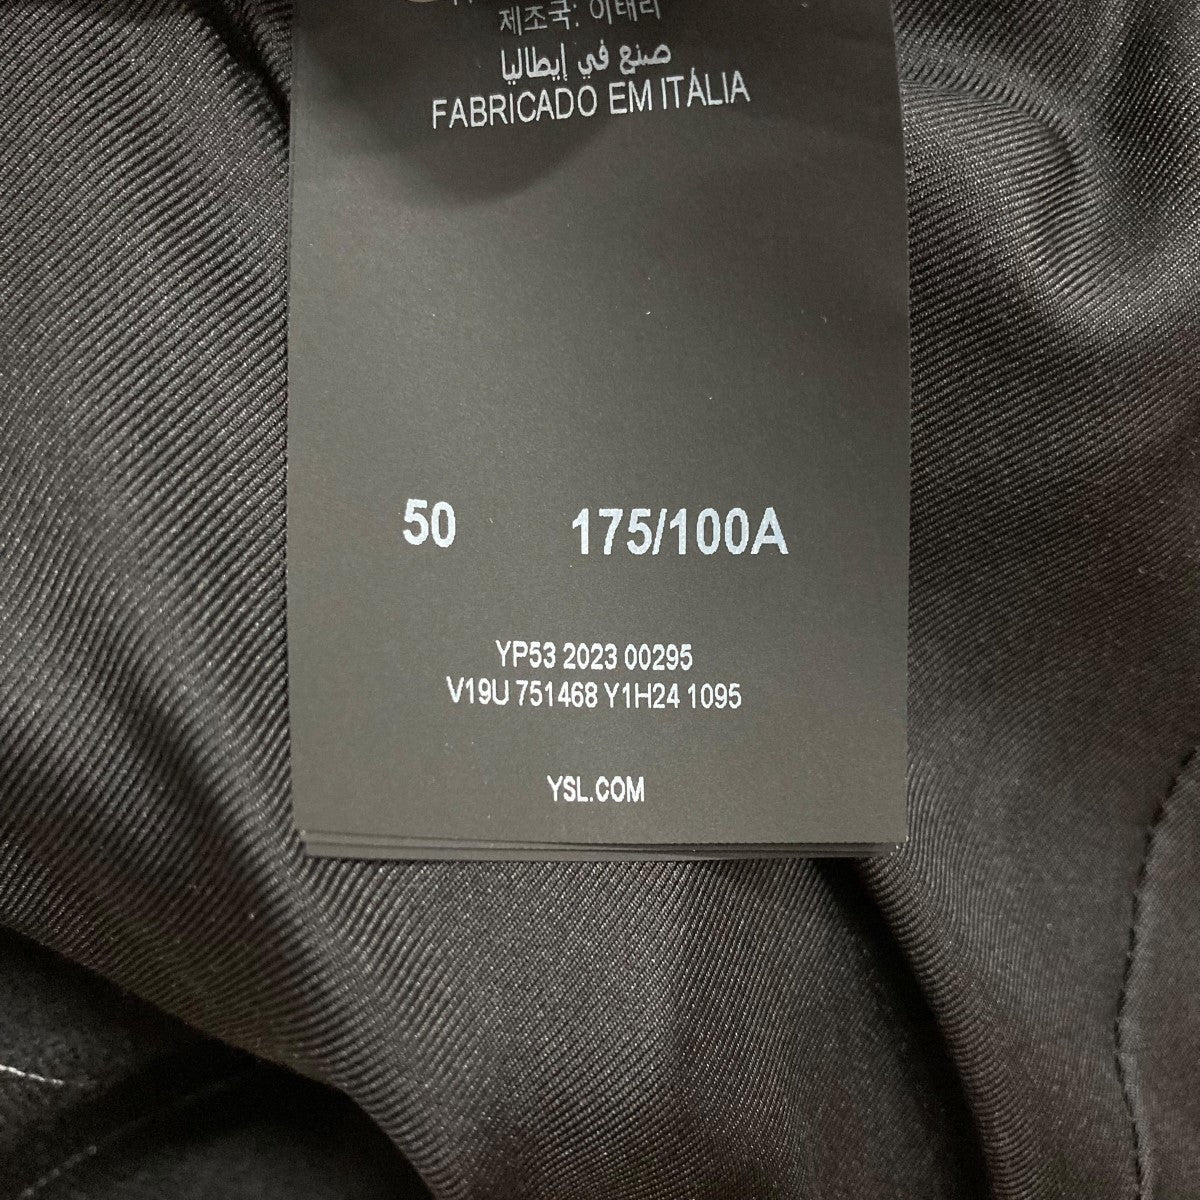 제조국: 이태리
صنع في إيطاليا
FABRICADO EM ITÁLIA
50 175/100A
YP53 2023 00295
V19U 751468 Y1H24 1095
YSL.COM